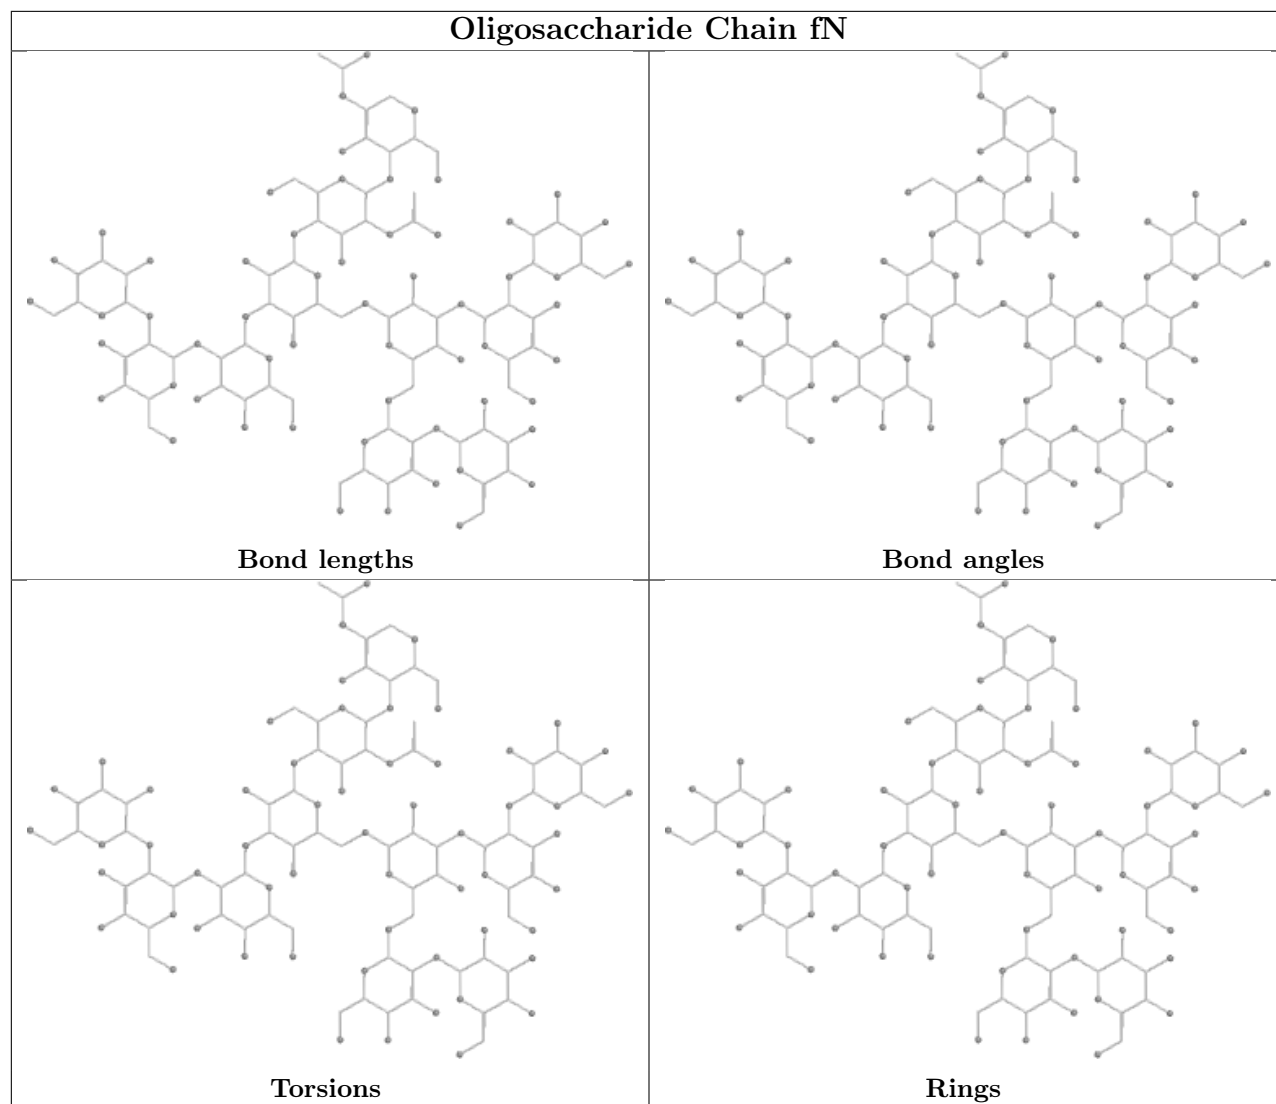 Oligosaccharide Chain fN
Bond lengths
Bond angles
Torsions
Rings